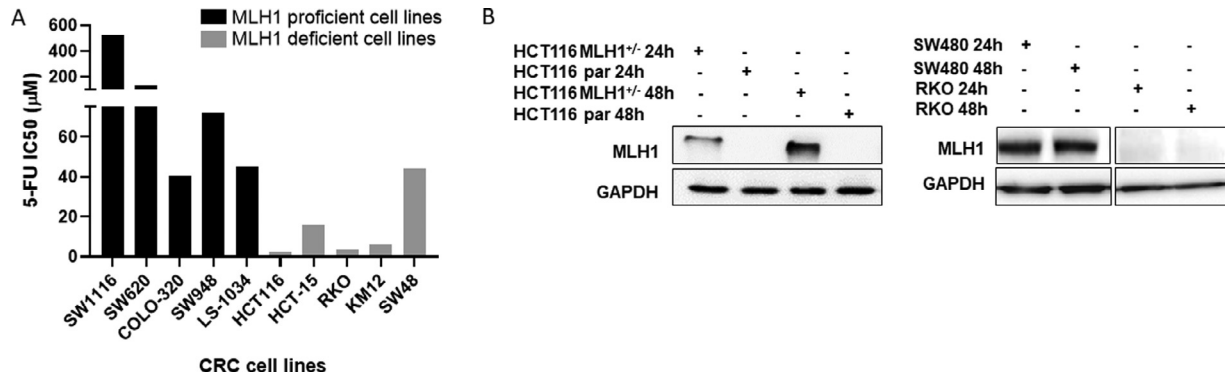 A
MLH1 proficient cell lines
MLH1 deficient cell lines
5-FU IC50 (µM)
600
400
200
60
40
20
0
SW1116
SW620
COLO-320
SW948
LS-1034
HCT116
HCT-15
RKO
KM12
SW48
CRC cell lines
B
HCT116 MLH1+/- 24h + - - -
HCT116 par 24h - + - -
HCT116 MLH1+/- 48h - - + -
HCT116 par 48h - - - +
MLH1
GAPDH
SW480 24h + - - -
SW480 48h - + - -
RKO 24h - - + -
RKO 48h - - - +
MLH1
GAPDH